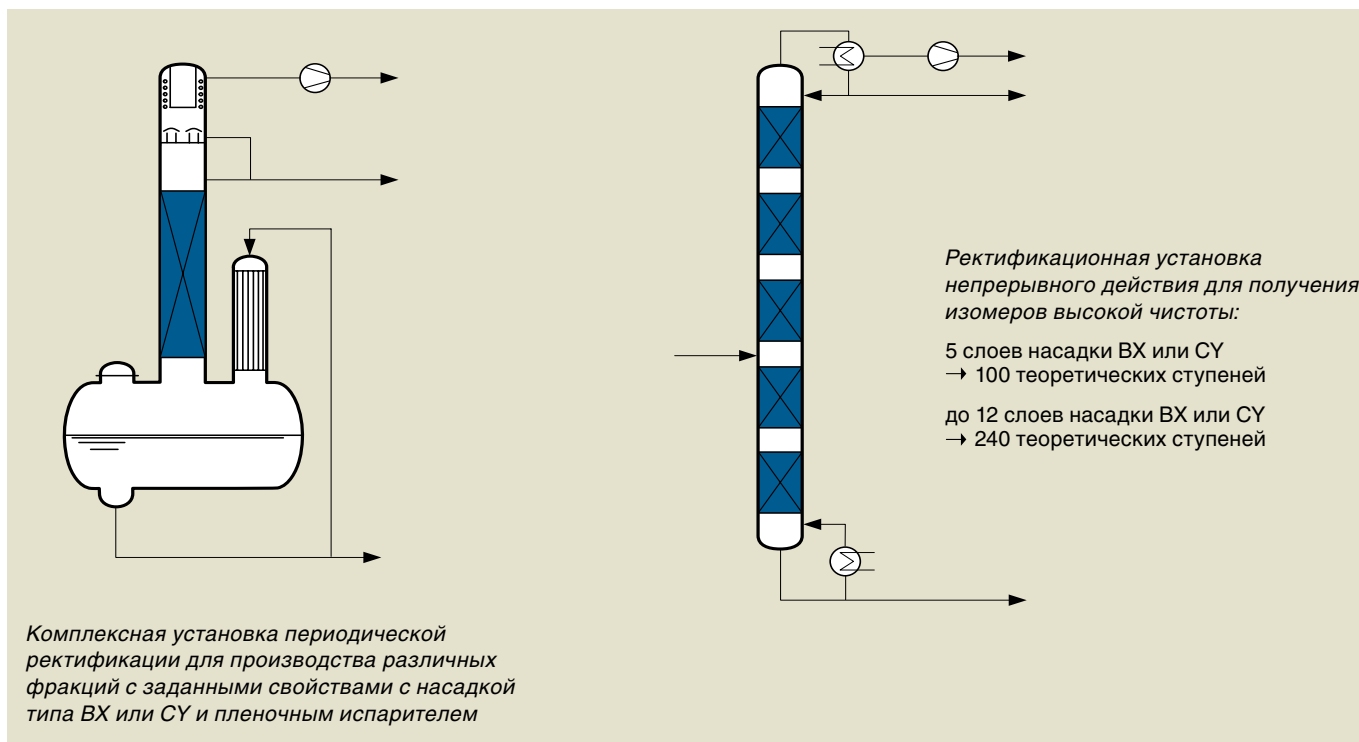 Комплексная установка периодической
ректификации для производства различных
фракций с заданными свойствами с насадкой
типа BX или CY и пленочным испарителем
Ректификационная установка
непрерывного действия для получения
изомеров высокой чистоты:
5 слоев насадки BX или CY
→ 100 теоретических ступеней
до 12 слоев насадки BX или CY
→ 240 теоретических ступеней